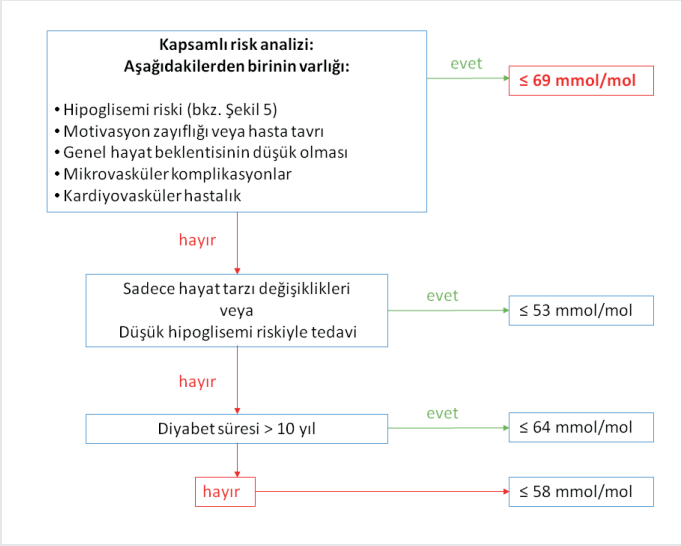 Kapsamlı risk analizi:
Aşağıdakilerden birinin varlığı:
• Hipoglisemi riski (bkz. Şekil 5)
• Motivasyon zayıflığı veya hasta tavrı
• Genel hayat beklentisinin düşük olması
• Mikrovasküler komplikasyonlar
• Kardiyovasküler hastalık
evet
≤ 69 mmol/mol
hayır
Sadece hayat tarzı değişiklikleri
veya
Düşük hipoglisemi riskiyle tedavi
evet
≤ 53 mmol/mol
hayır
Diyabet süresi > 10 yıl
evet
≤ 64 mmol/mol
hayır
≤ 58 mmol/mol